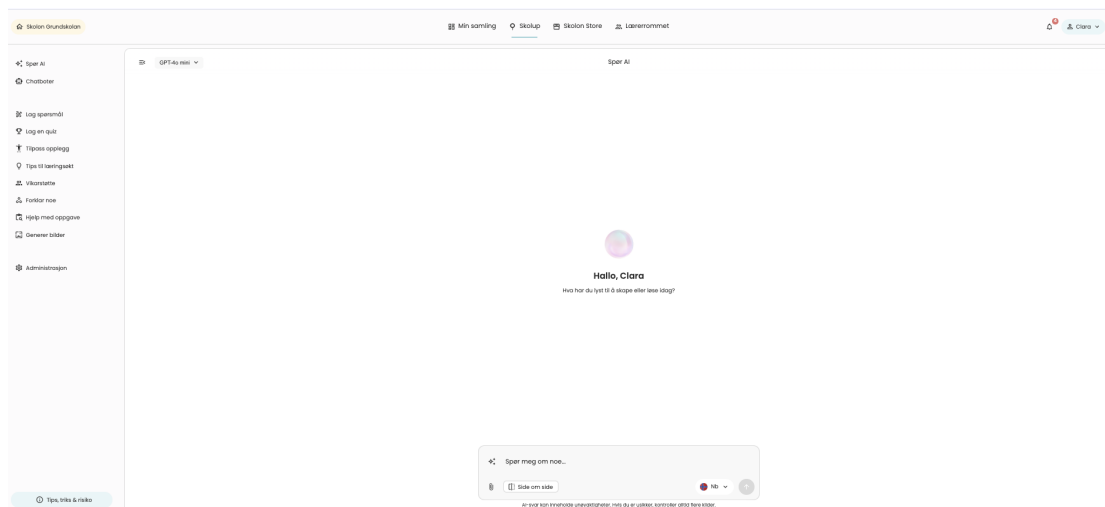 Skolon Grundskolan
Min samling
Skolup
Skolon Store
Lærerrommet
Clara
Spør AI
Chatboter
Lag spørsmål
Lag en quiz
Tilpass opplegg
Tips til læringsøkt
Vikarstøtte
Forklar noe
Hjelp med oppgave
Generer bilder
Administrasjon
Tips, triks & risiko
GPT-4o mini
Spør AI
Hallo, Clara
Hva har du lyst til å skape eller løse idag?
Spør meg om noe...
Side om side
Nb
AI-svar kan inneholde unøyaktigheter. Hvis du er usikker, kontroller alltid flere kilder.